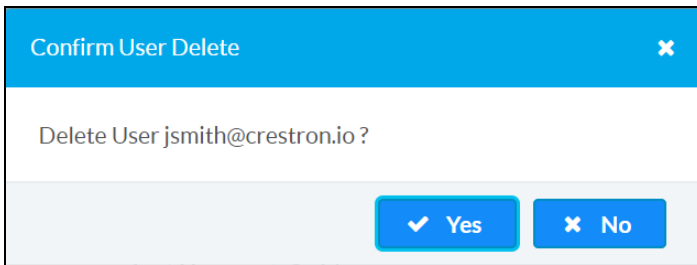 Confirm User Delete
Delete User jsmith@crestron.io ?
Yes No